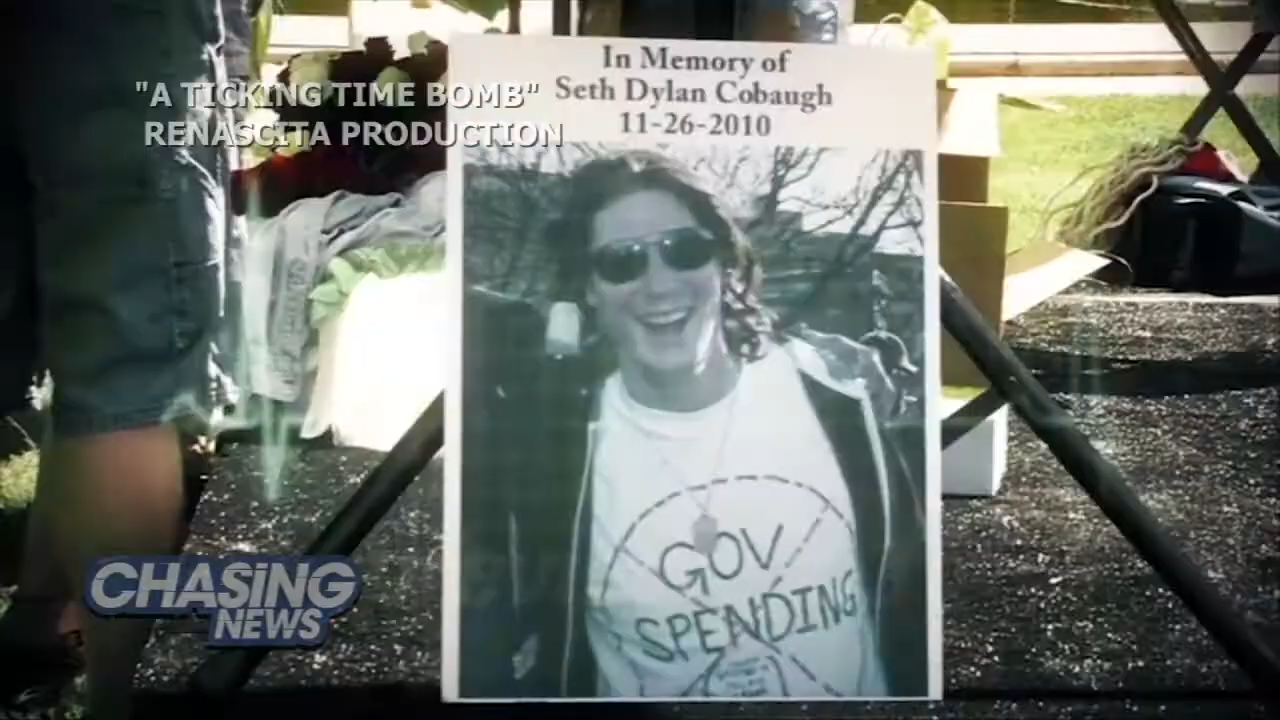 "A TICKING TIME BOMB"
RENASCITA PRODUCTION
In Memory of
Seth Dylan Cobaugh
11-26-2010
GOV
SPENDING
CHASiNG
NEWS